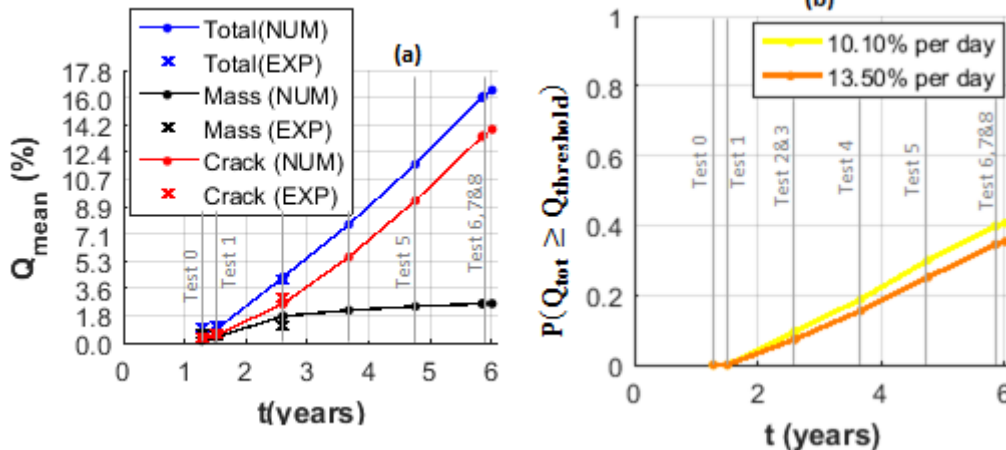 Total(NUM)
Total(EXP)
Mass (NUM)
Mass (EXP)
Crack (NUM)
Crack (EXP)
(a)
17.8
16.0
14.2
12.4
10.7
8.9
7.1
5.3
3.6
1.8
0.0
Q_mean (%)
Test 0
Test 1
Test 5
Test 6,7&8
0 1 2 3 4 5 6
t(years)
(b)
10.10% per day
13.50% per day
1
0.8
0.6
0.4
0.2
0
P(Q_tot ≥ Q_threshold)
Test 0
Test 1
Test 2&3
Test 4
Test 5
Test 6,7&8
0 2 4 6
t (years)